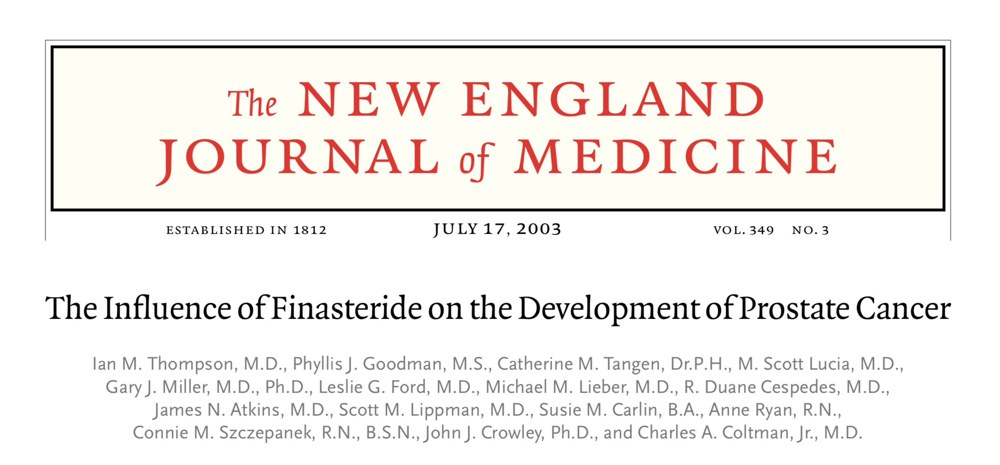 The NEW ENGLAND
JOURNAL of MEDICINE
ESTABLISHED IN 1812 JULY 17, 2003 VOL. 349 NO. 3
The Influence of Finasteride on the Development of Prostate Cancer
Ian M. Thompson, M.D., Phyllis J. Goodman, M.S., Catherine M. Tangen, Dr.P.H., M. Scott Lucia, M.D.,
Gary J. Miller, M.D., Ph.D., Leslie G. Ford, M.D., Michael M. Lieber, M.D., R. Duane Cespedes, M.D.,
James N. Atkins, M.D., Scott M. Lippman, M.D., Susie M. Carlin, B.A., Anne Ryan, R.N.,
Connie M. Szczepanek, R.N., B.S.N., John J. Crowley, Ph.D., and Charles A. Coltman, Jr., M.D.